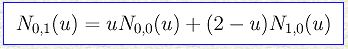 N_{0,1}(u) = uN_{0,0}(u) + (2 − u)N_{1,0}(u)